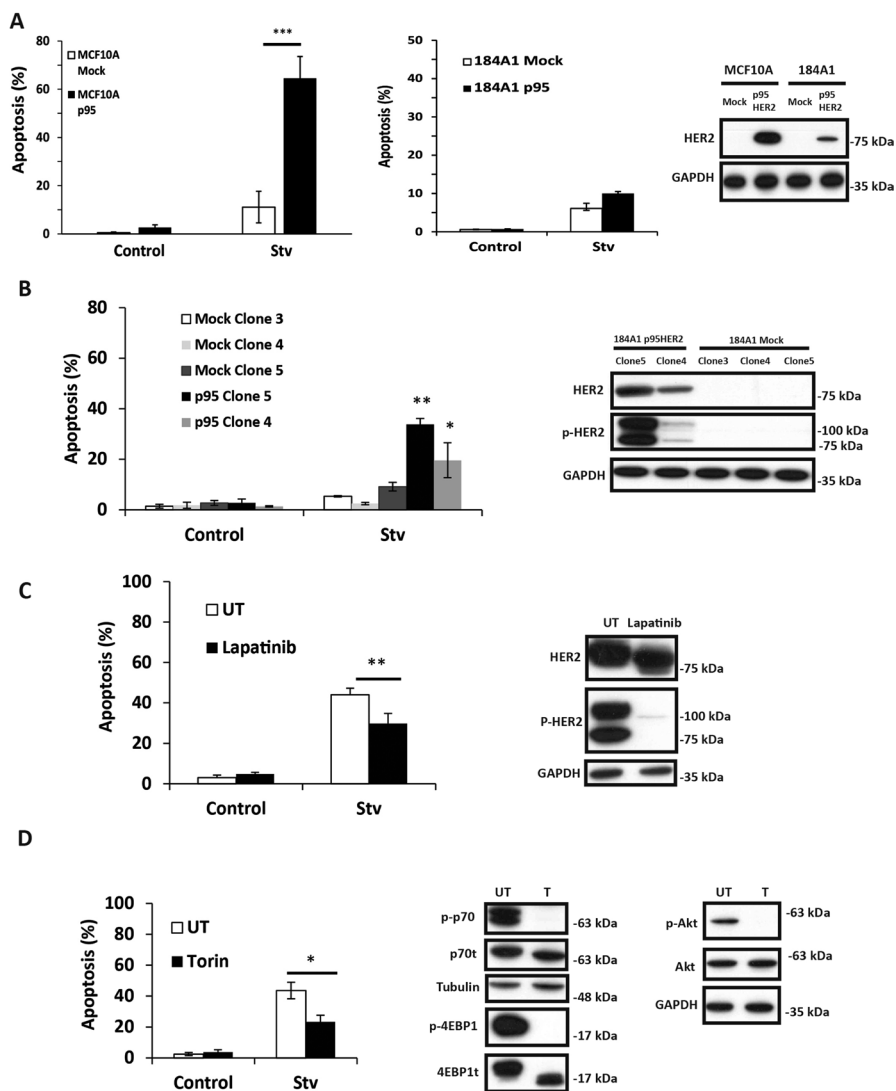 A
Apoptosis (%)
80
70
60
50
40
30
20
10
0
MCF10A
Mock
MCF10A
p95
***
Control
Stv
Apoptosis (%)
50
40
30
20
15
10
5
0
184A1 Mock
184A1 p95
Control
Stv
MCF10A 184A1
Mock p95 HER2 Mock p95 HER2
HER2
-75 kDa
GAPDH
-35 kDa
B
Apoptosis (%)
80
60
40
20
0
Mock Clone 3
Mock Clone 4
Mock Clone 5
p95 Clone 5
p95 Clone 4
**
*
Control
Stv
184A1 p95HER2 184A1 Mock
Clone5 Clone4 Clone3 Clone4 Clone5
HER2
-75 kDa
p-HER2
-100 kDa
-75 kDa
GAPDH
-35 kDa
C
Apoptosis (%)
100
80
60
40
20
0
UT
Lapatinib
**
Control
Stv
UT Lapatinib
HER2
-75 kDa
P-HER2
-100 kDa
-75 kDa
GAPDH
-35 kDa
D
Apoptosis (%)
100
80
60
40
20
0
UT
Torin
*
Control
Stv
UT T
p-p70
-63 kDa
p70t
-63 kDa
Tubulin
-48 kDa
p-4EBP1
-17 kDa
4EBP1t
-17 kDa
UT T
p-Akt
-63 kDa
Akt
-63 kDa
GAPDH
-35 kDa